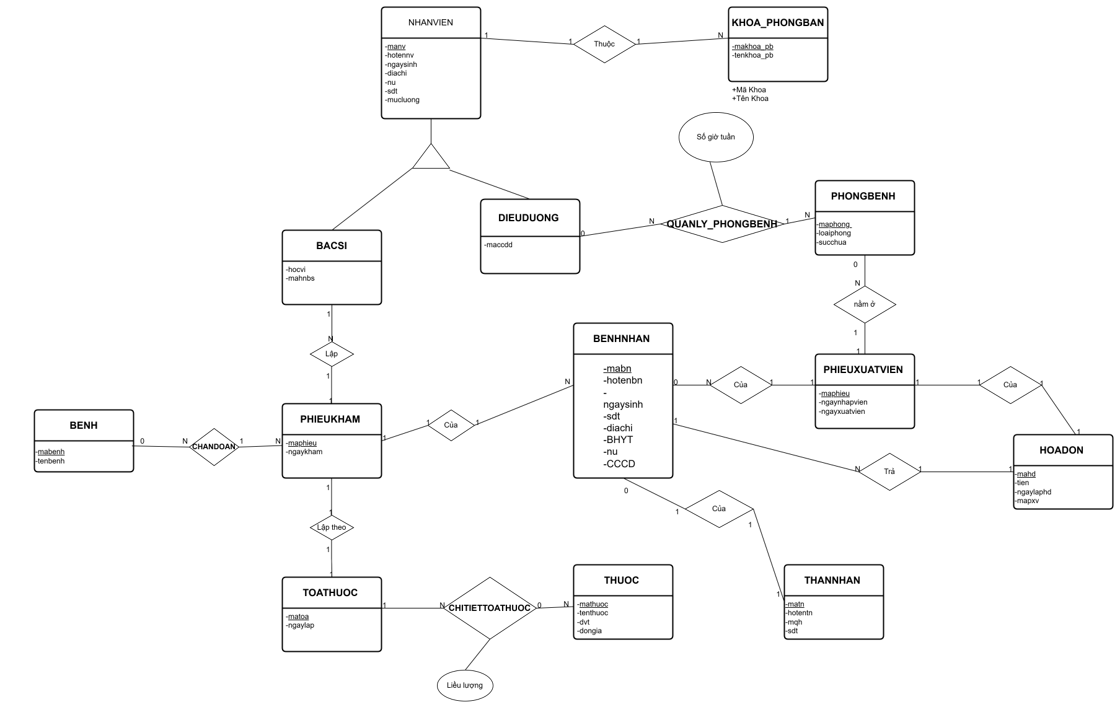 NHANVIEN
-manv
-hotennv
-ngaysinh
-diachi
-nu
-sdt
-mucluong
1
1
Thuộc
1
N
KHOA_PHONGBAN
-makhoa_pb
-tenkhoa_pb
+Mã Khoa
+Tên Khoa
Số giờ tuần
DIEUDUONG
-maccdd
0
N
QUANLY_PHONGBENH
1
N
PHONGBENH
-maphong
-loaiphong
-succhua
0
N
nằm ở
1
1
BACSI
-hocvi
-mahnbs
1
N
Lập
1
1
BENHNHAN
-mabn
-hotenbn
-
ngaysinh
-sdt
-diachi
-BHYT
-nu
-CCCD
0
N
Của
1
1
PHIEUXUATVIEN
-maphieu
-ngaynhapvien
-ngayxuatvien
1
1
Của
1
1
BENH
-mabenh
-tenbenh
0
N
CHANDOAN
1
N
PHIEUKHAM
-maphieu
-ngaykham
1
1
Của
1
N
1
N
Trả
1
1
HOADON
-mahd
-tien
-ngaylaphd
-mapxv
1
1
Lập theo
1
1
0
1
Của
1
1
TOATHUOC
-matoa
-ngaylap
1
N
CHITIETTOATHUOC
0
N
THUOC
-mathuoc
-tenthuoc
-dvt
-dongia
THANNHAN
-matn
-hotentn
-mqh
-sdt
Liều lượng